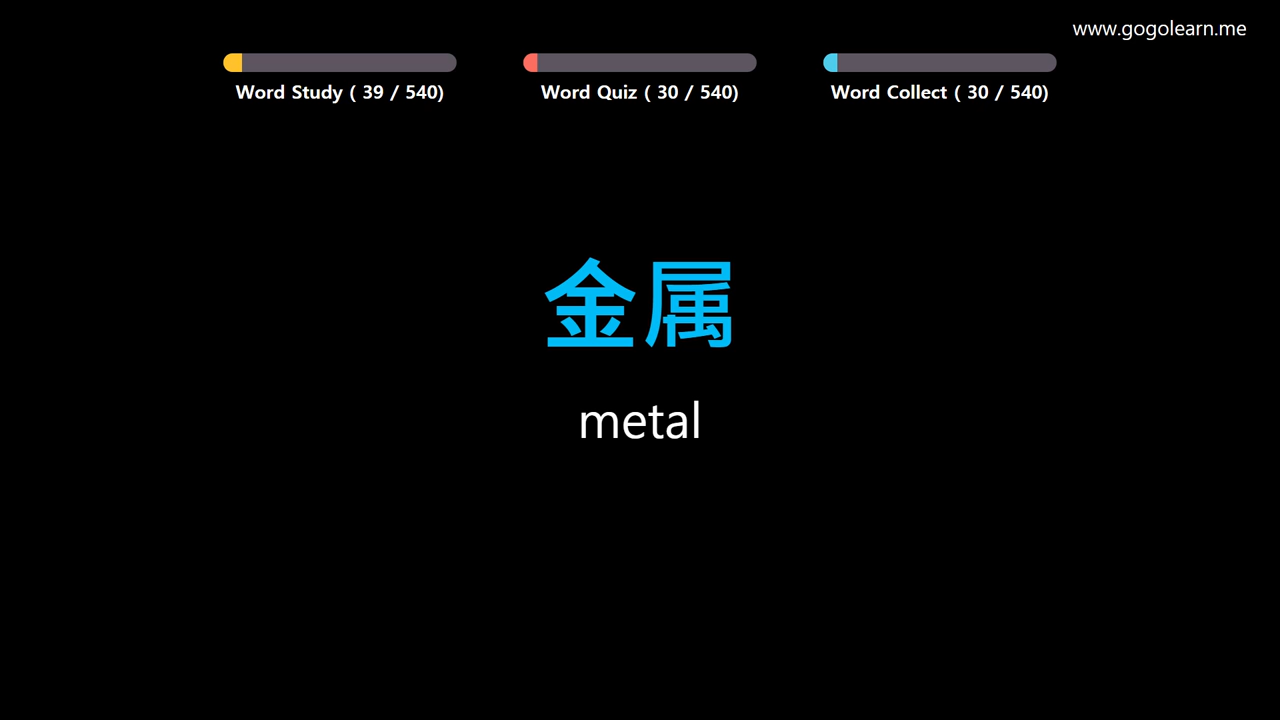 www.gogolearn.me
Word Study ( 39 / 540)
Word Quiz ( 30 / 540)
Word Collect ( 30 / 540)
金属
metal